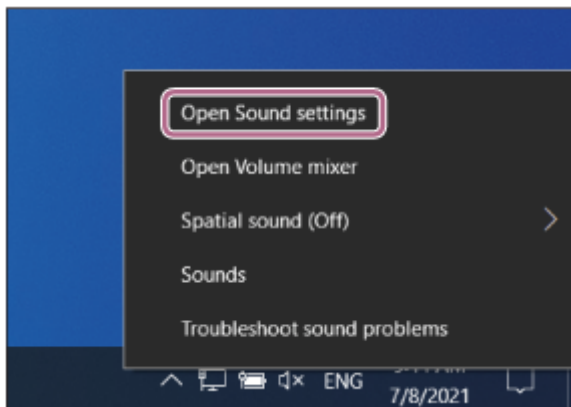 Open Sound settings
Open Volume mixer
Spatial sound (Off)
Sounds
Troubleshoot sound problems
ENG
7/8/2021